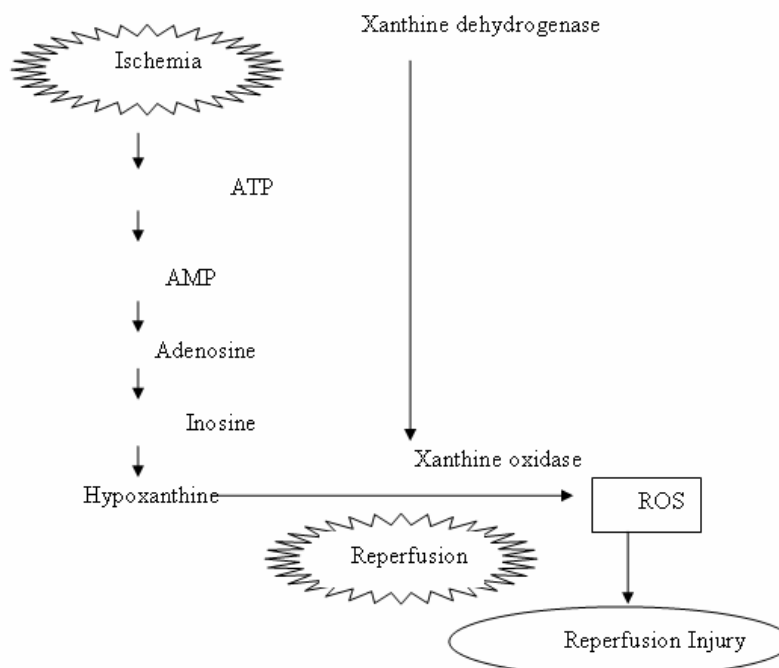 Xanthine dehydrogenase
Ischemia
ATP
AMP
Adenosine
Inosine
Xanthine oxidase
Hypoxanthine
ROS
Reperfusion
Reperfusion Injury